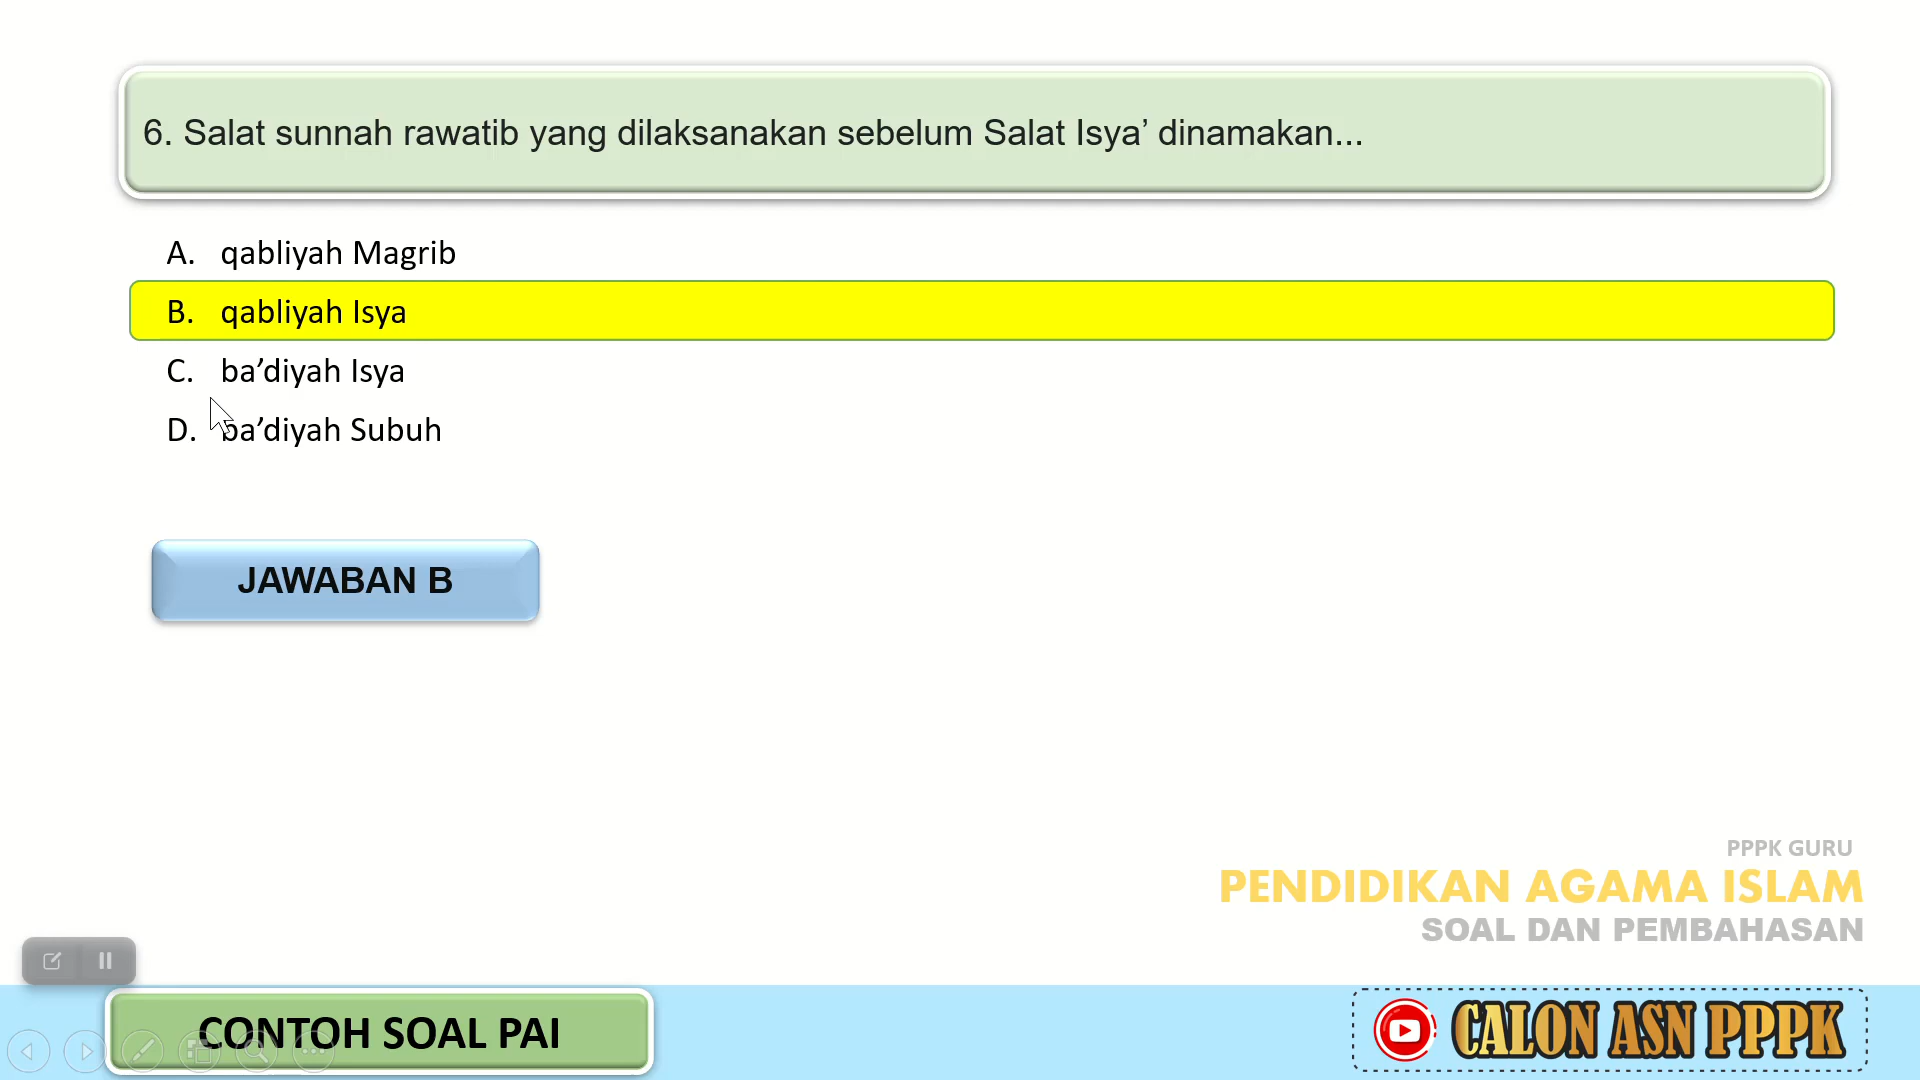 6. Salat sunnah rawatib yang dilaksanakan sebelum Salat Isya’ dinamakan...
A. qabliyah Magrib
B. qabliyah Isya
C. ba’diyah Isya
D. ba’diyah Subuh
JAWABAN B
PPPK GURU
PENDIDIKAN AGAMA ISLAM
SOAL DAN PEMBAHASAN
CONTOH SOAL PAI
CALON ASN PPPK